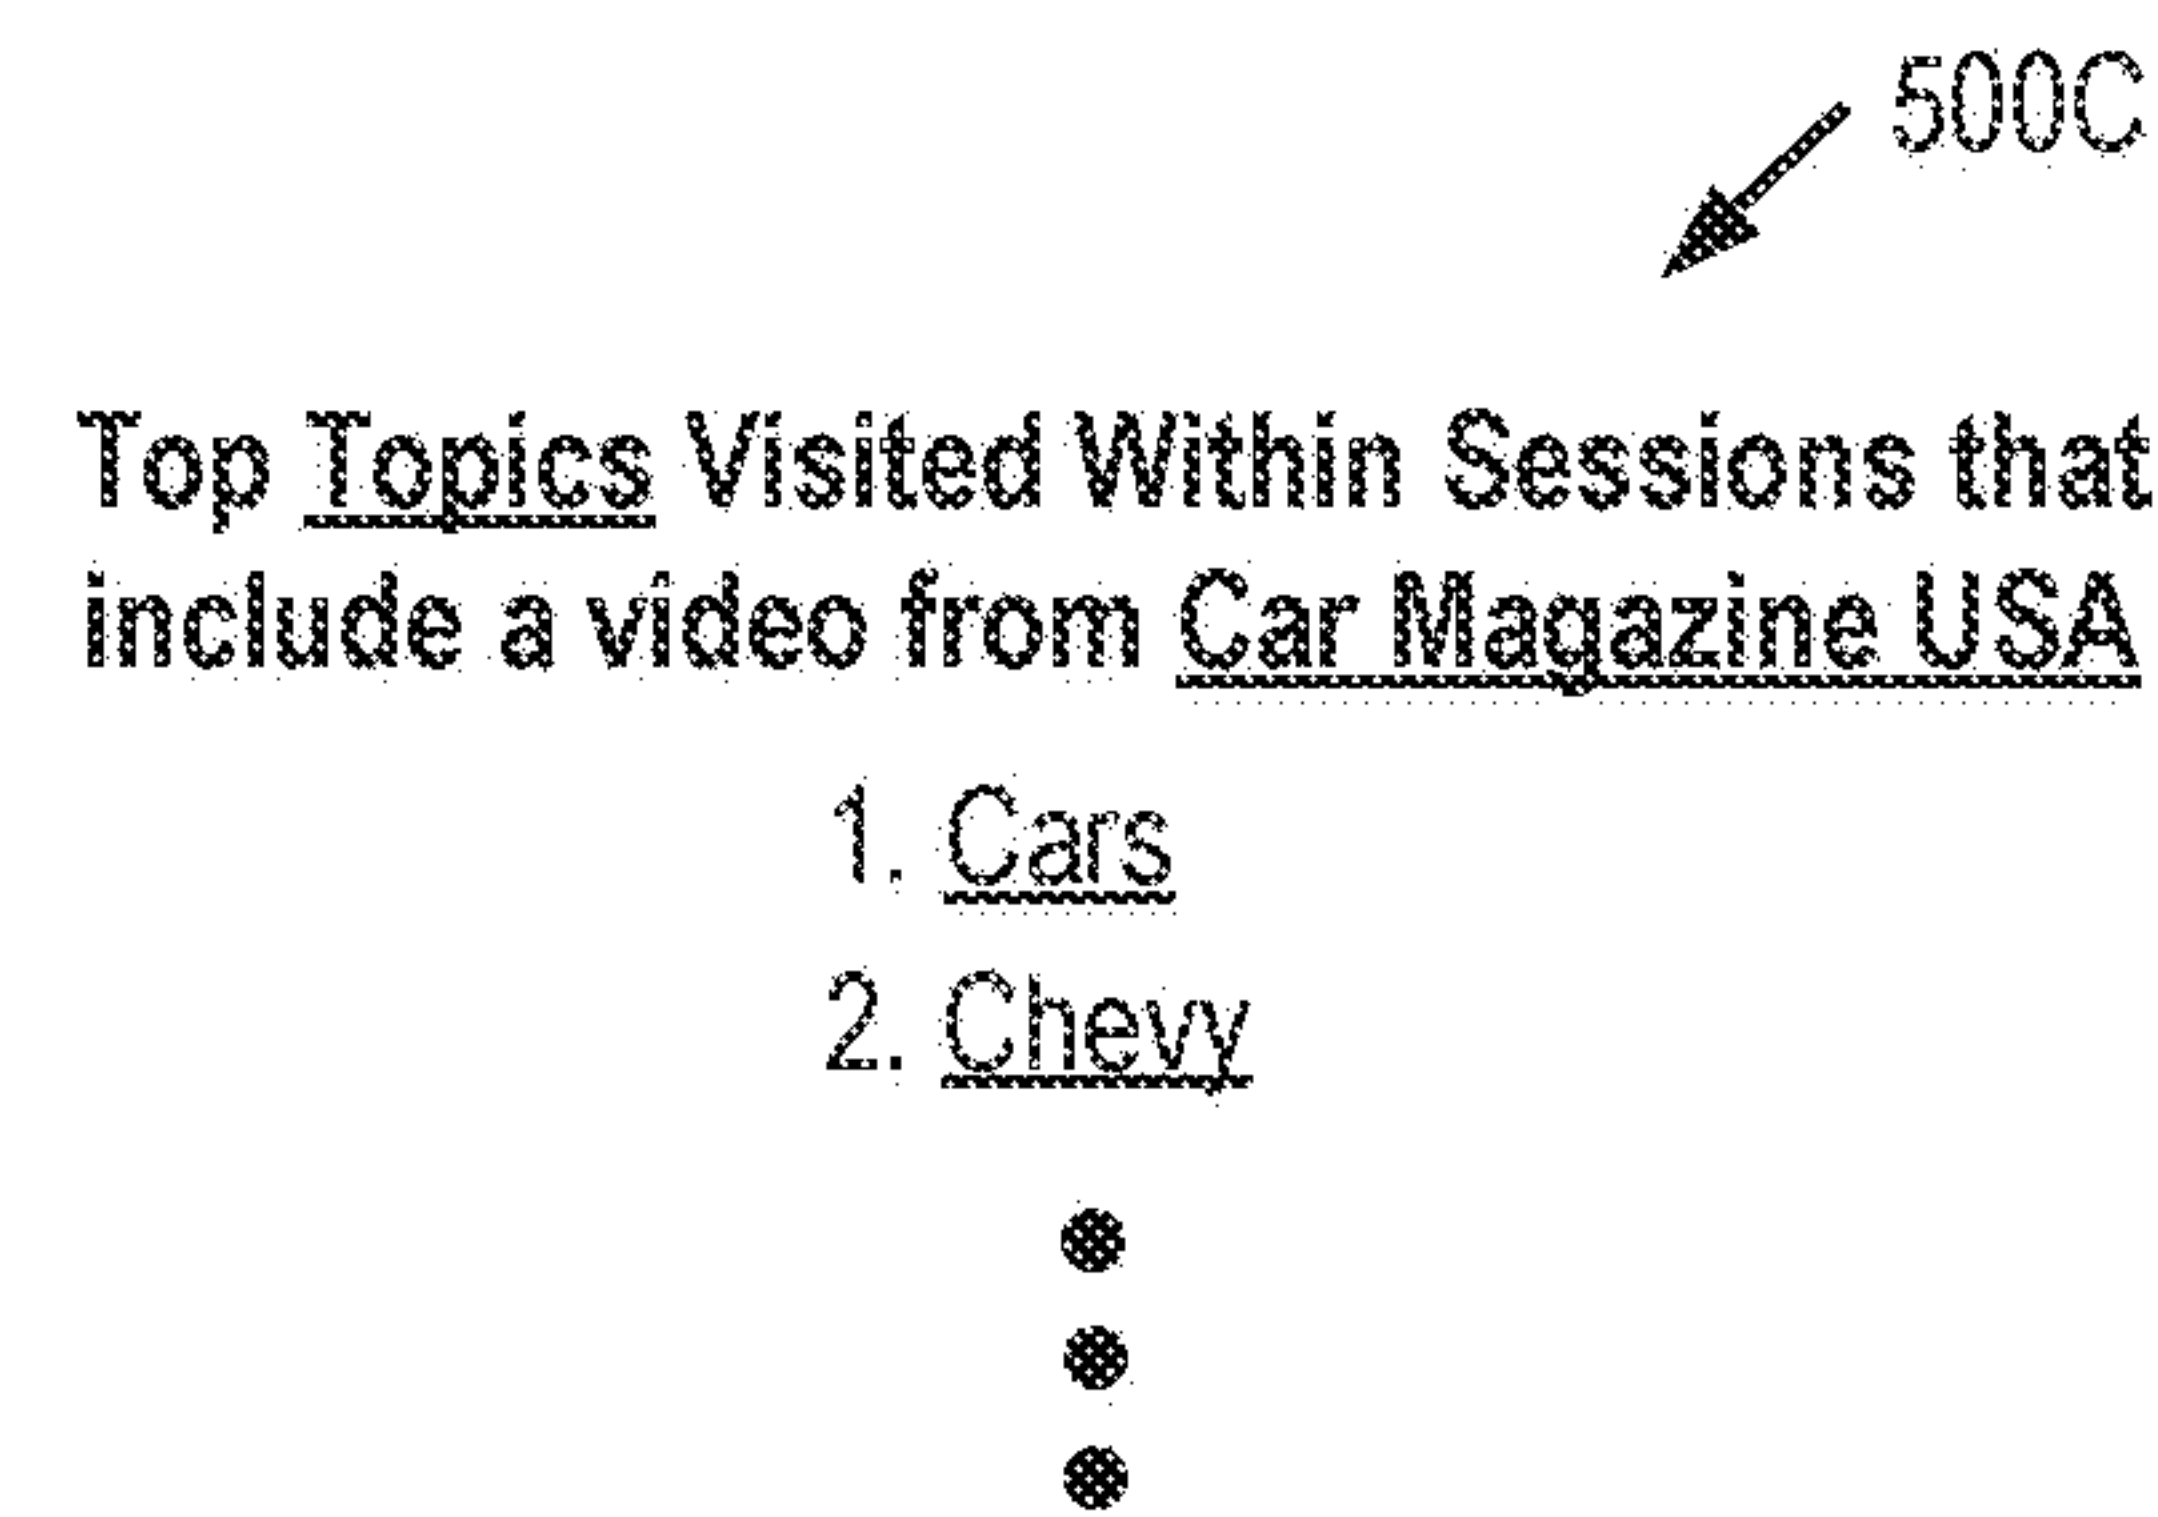 500C
Top Topics Visited Within Sessions that
include a video from Car Magazine USA
1. Cars
2. Chevy